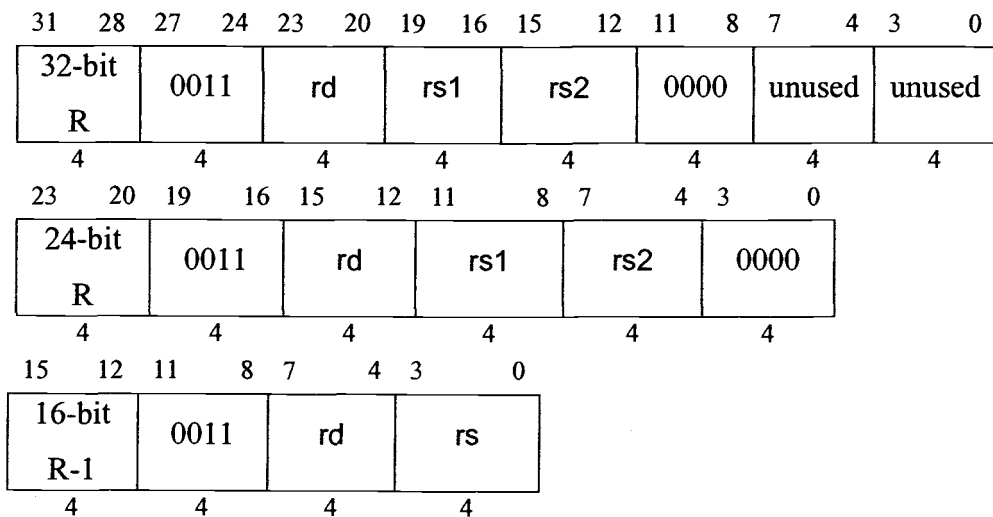 31 28 27 24 23 20 19 16 15 12 11 8 7 4 3 0
32-bit R 0011 rd rs1 rs2 0000 unused unused
4 4 4 4 4 4 4 4
23 20 19 16 15 12 11 8 7 4 3 0
24-bit R 0011 rd rs1 rs2 0000
4 4 4 4 4 4
15 12 11 8 7 4 3 0
16-bit R-1 0011 rd rs
4 4 4 4